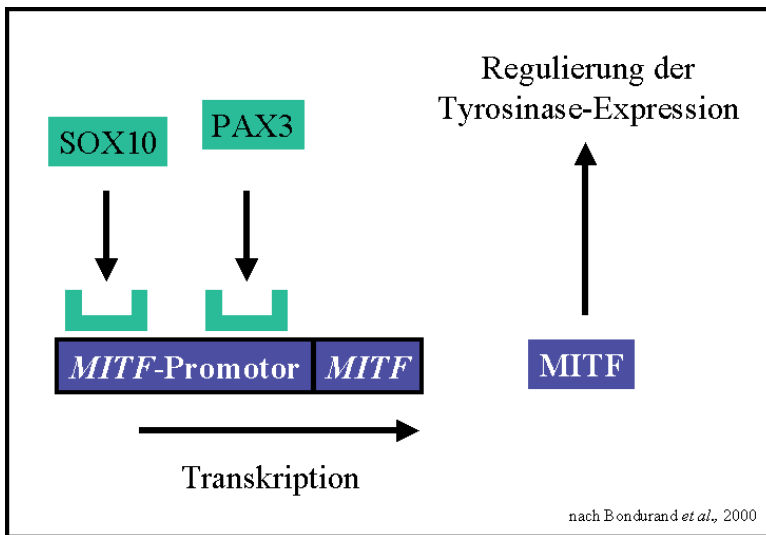 Regulierung der
Tyrosinase-Expression
SOX10
PAX3
MITF-Promotor
MITF
MITF
Transkription
nach Bondurand et al., 2000